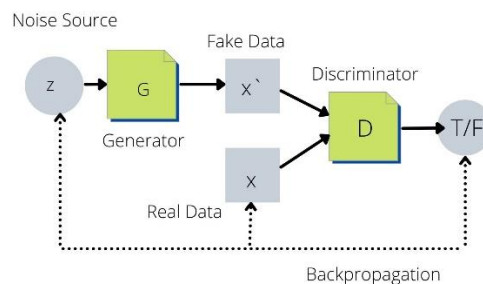 Noise Source
Fake Data
Discriminator
z
G
x`
D
T/F
Generator
x
Real Data
Backpropagation